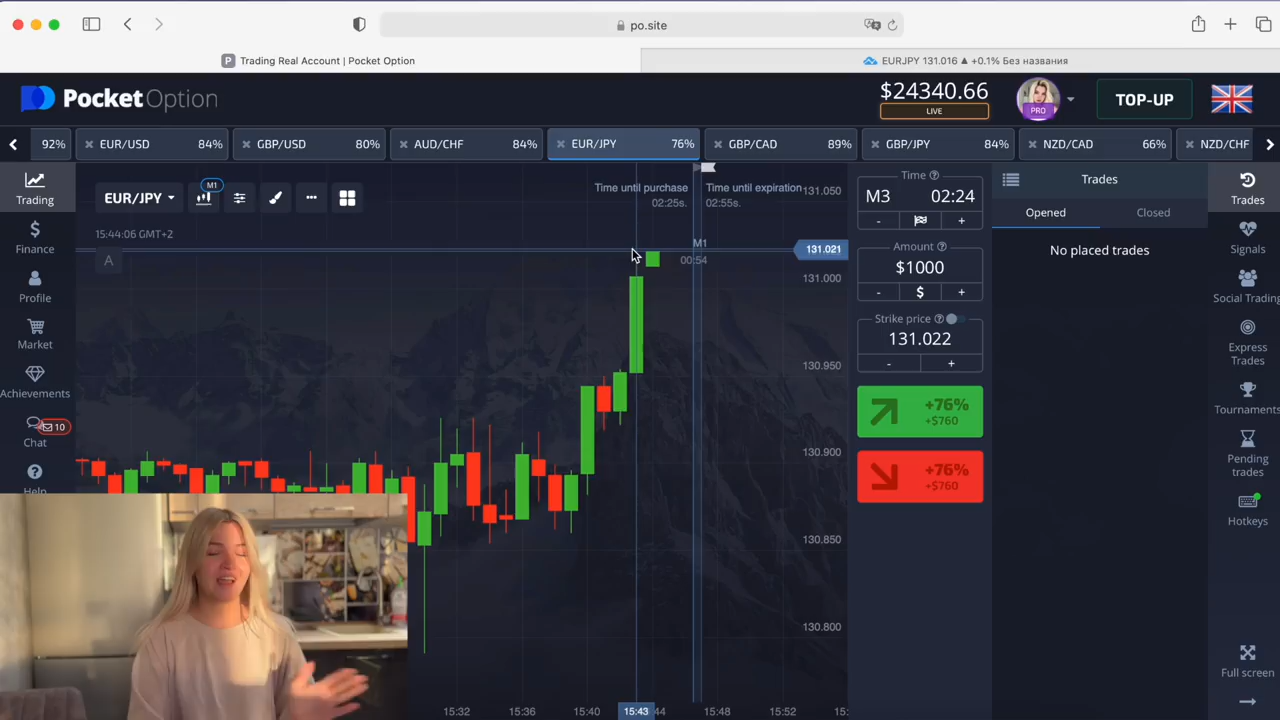 po.site
Trading Real Account | Pocket Option
EURJPY 131.016 ▲ +0.1% Без названия
PocketOption
$24340.66
LIVE
PRO
TOP-UP
92%
EUR/USD 84%
GBP/USD 80%
AUD/CHF 84%
EUR/JPY 76%
GBP/CAD 89%
GBP/JPY 84%
NZD/CAD 66%
NZD/CHF
Trading
Finance
Profile
Market
Achievements
10
Chat
Help
EUR/JPY
M1
15:44:06 GMT+2
A
Time until purchase
02:25s.
Time until expiration
02:55s.
M1
00:54
131.050
131.021
131.000
130.950
130.900
130.850
130.800
15:32
15:36
15:40
15:43
44
15:48
15:52
15:
Time
M3 02:24
- +
Amount
$1000
- $ +
Strike price
131.022
- +
+76%
+$760
+76%
+$760
Trades
Opened
Closed
No placed trades
Trades
Signals
Social Trading
Express
Trades
Tournaments
Pending
trades
Hotkeys
Full screen